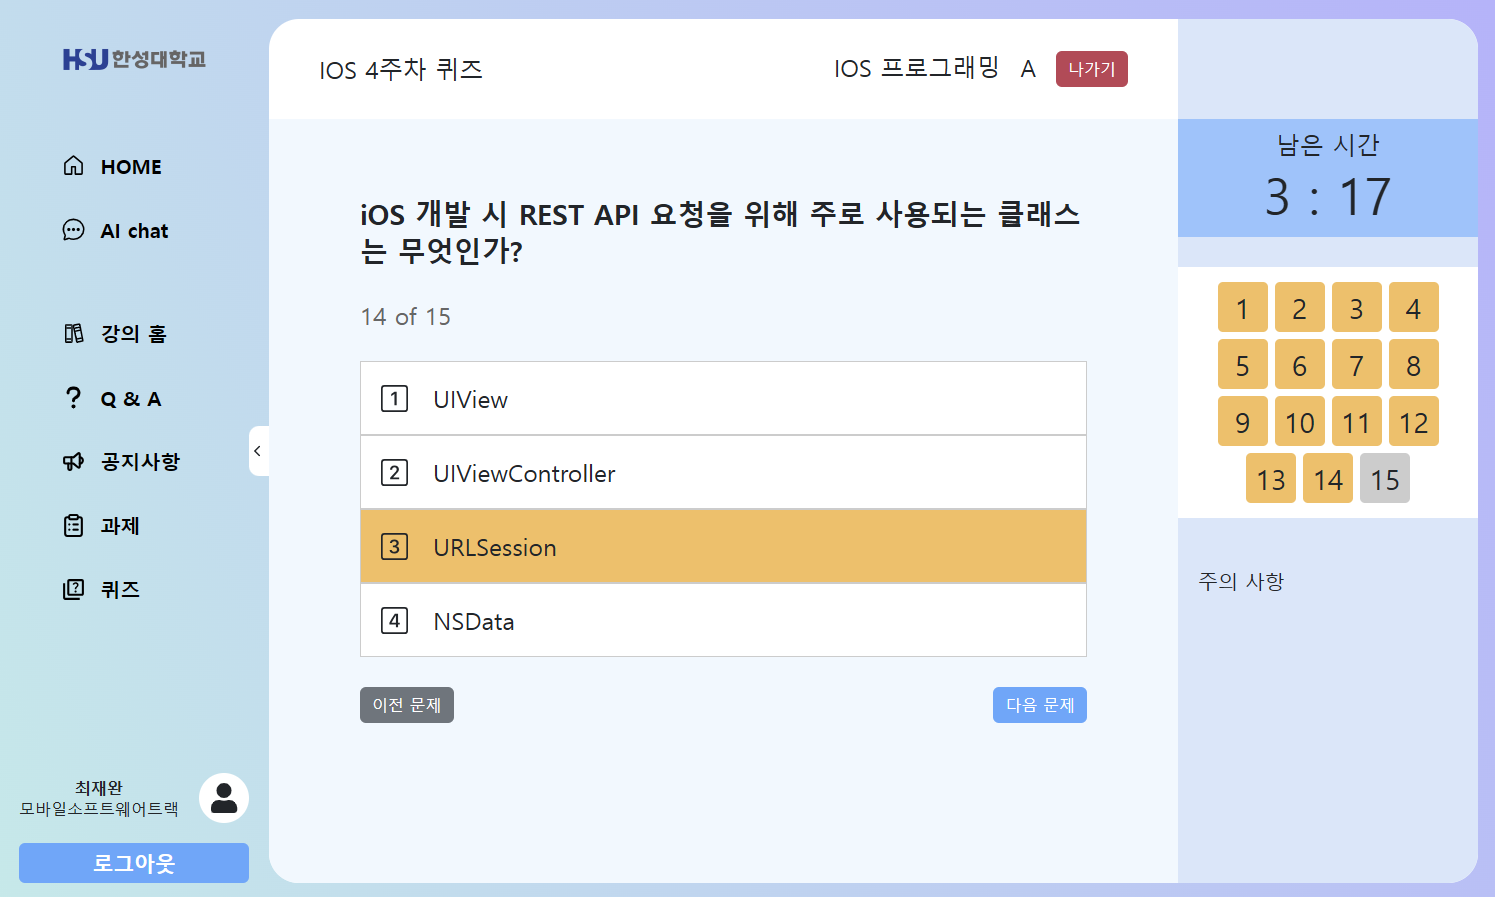 HSU 한성대학교
HOME
AI chat
강의 홈
Q & A
공지사항
과제
퀴즈
최재완
모바일소프트웨어트랙
로그아웃
IOS 4주차 퀴즈
IOS 프로그래밍 A 나가기
iOS 개발 시 REST API 요청을 위해 주로 사용되는 클래스
는 무엇인가?
14 of 15
1 UIView
2 UIViewController
3 URLSession
4 NSData
이전 문제 다음 문제
남은 시간
3 : 17
1 2 3 4
5 6 7 8
9 10 11 12
13 14 15
주의 사항